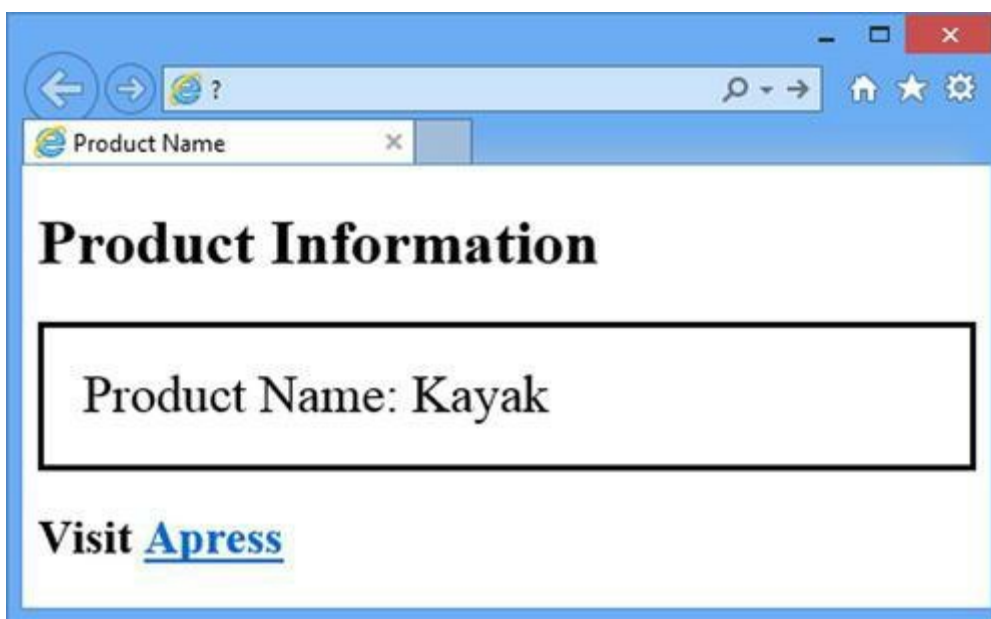 ?
Product Name
Product Information
Product Name: Kayak
Visit Apress